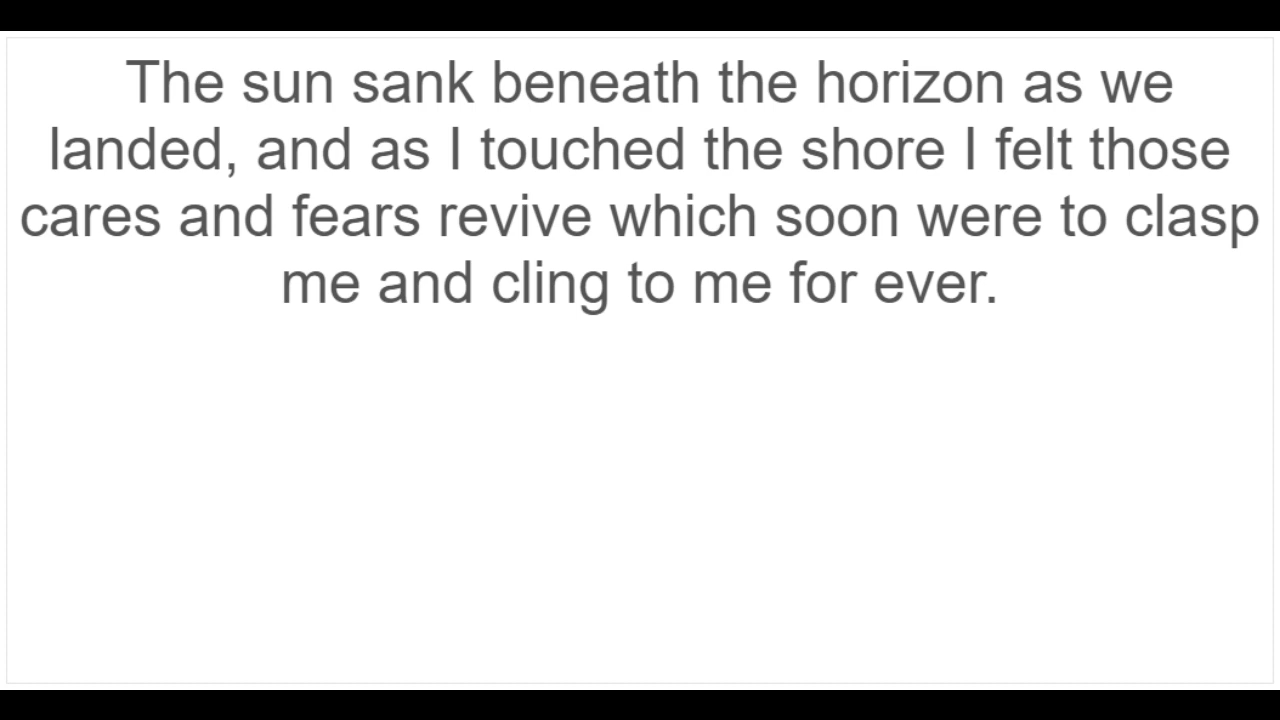 The sun sank beneath the horizon as we
landed, and as I touched the shore I felt those
cares and fears revive which soon were to clasp
me and cling to me for ever.